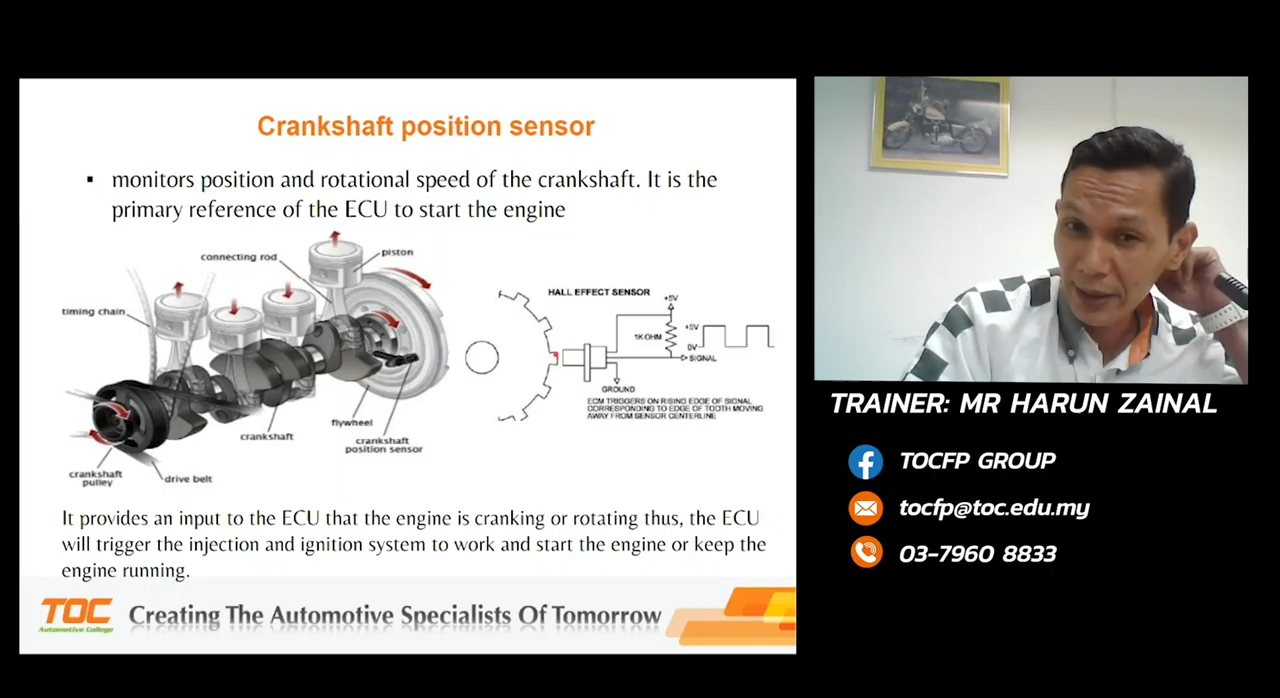 Crankshaft position sensor
▪ monitors position and rotational speed of the crankshaft. It is the
primary reference of the ECU to start the engine
connecting rod
piston
timing chain
flywheel
crankshaft
crankshaft
position sensor
crankshaft
pulley
drive belt
HALL EFFECT SENSOR
+5V
1K OHM
+5V
0V
SIGNAL
GROUND
ECM TRIGGERS ON RISING EDGE OF SIGNAL
CORRESPONDING TO EDGE OF TOOTH MOVING
AWAY FROM SENSOR CENTERLINE
It provides an input to the ECU that the engine is cranking or rotating thus, the ECU
will trigger the injection and ignition system to work and start the engine or keep the
engine running.
TOC
Automotive College
Creating The Automotive Specialists Of Tomorrow
TRAINER: MR HARUN ZAINAL
TOCFP GROUP
tocfp@toc.edu.my
03-7960 8833